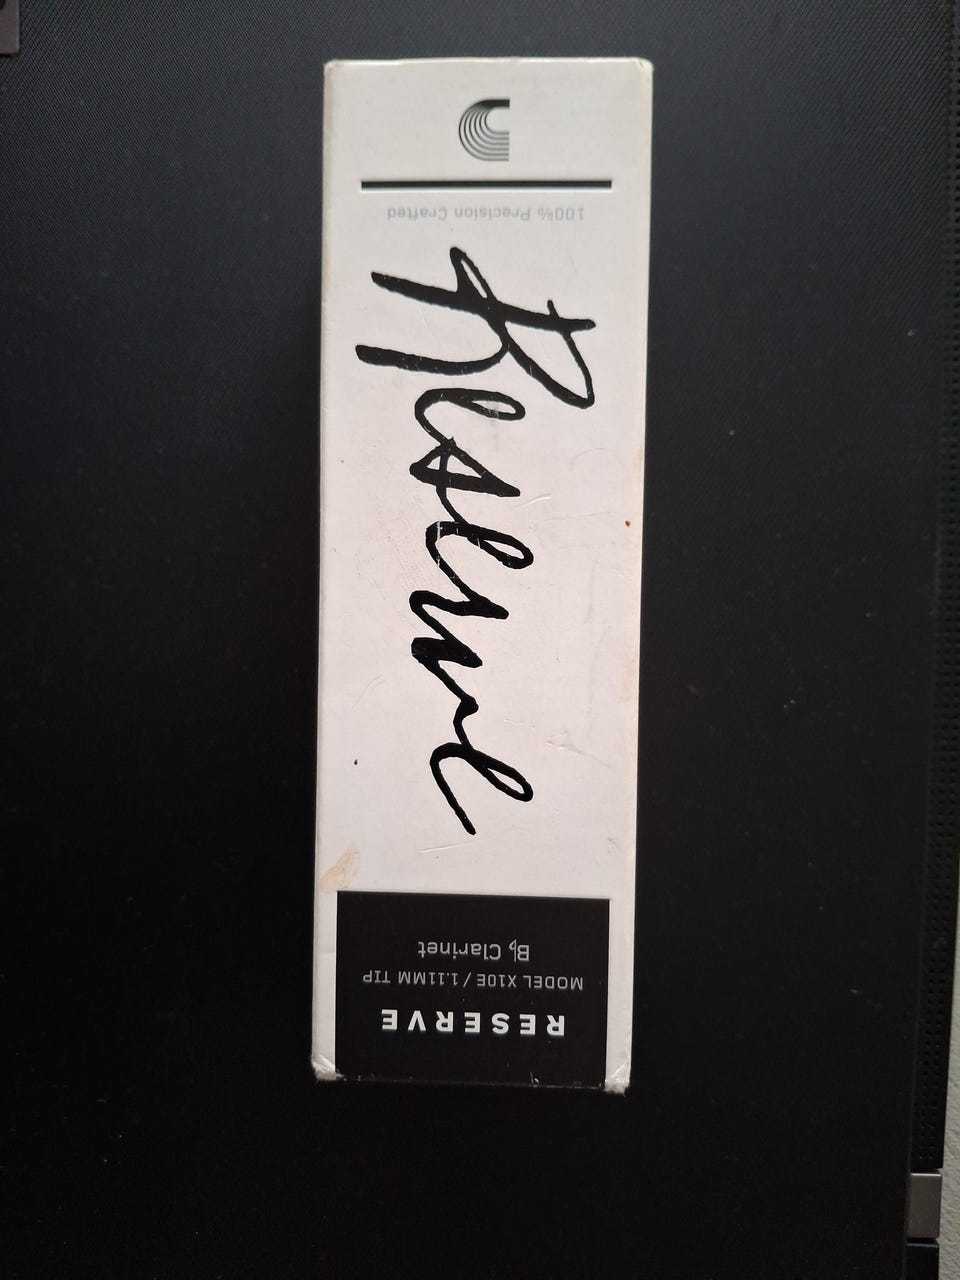 RESERVE
MODEL X10E / 1.11MM TIP
B♭ Clarinet
Reserve
100% Precision Crafted